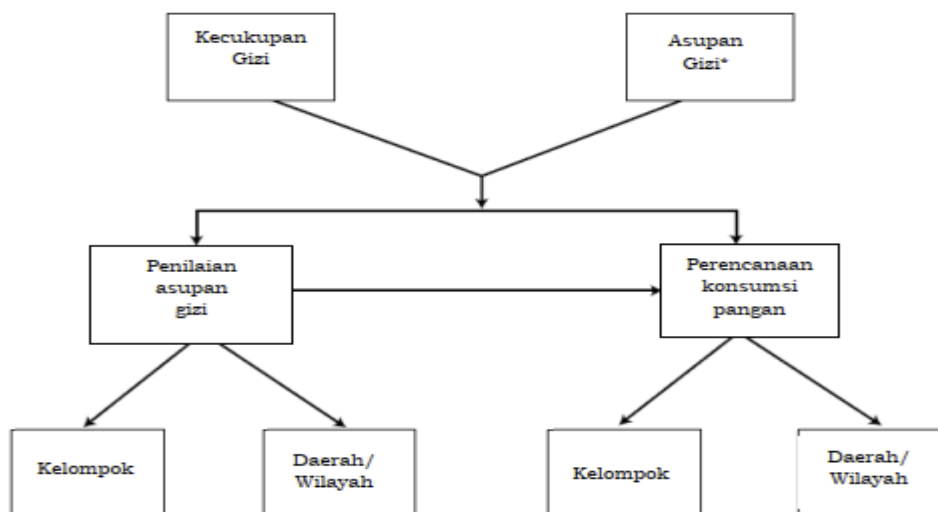 Kecukupan
Gizi
Asupan
Gizi*
Penilaian
asupan
gizi
Perencanaan
konsumsi
pangan
Kelompok
Daerah/
Wilayah
Kelompok
Daerah/
Wilayah